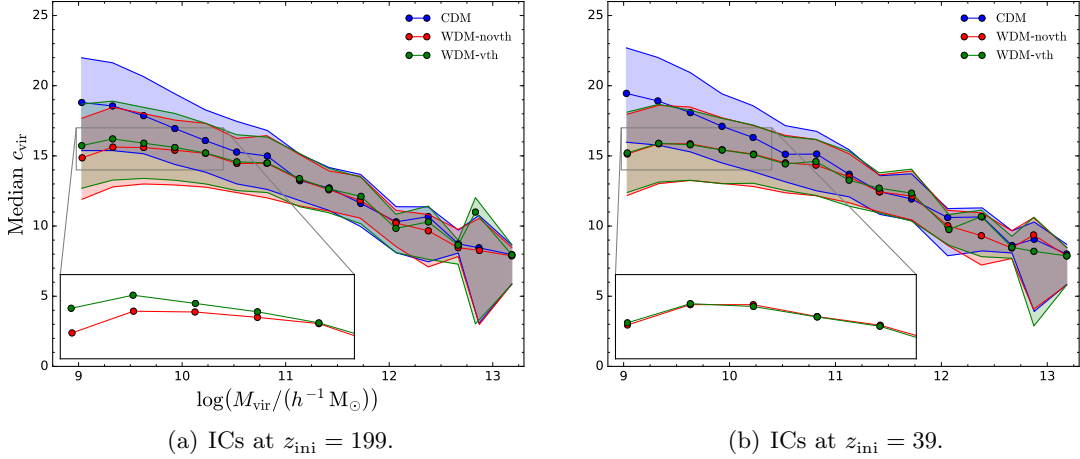 25
20
15
10
5
0
Median c_vir
CDM
WDM-novth
WDM-vth
9 10 11 12 13
log(M_vir/(h⁻¹ M_⊙))
(a) ICs at z_ini = 199.
25
20
15
10
5
0
CDM
WDM-novth
WDM-vth
9 10 11 12 13
(b) ICs at z_ini = 39.